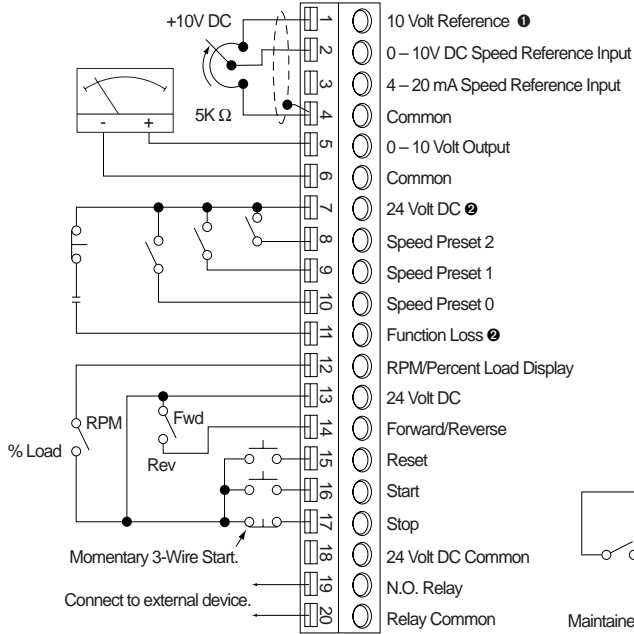 +10V DC
5K Ω
- +
1 10 Volt Reference ❶
2 0 – 10V DC Speed Reference Input
3 4 – 20 mA Speed Reference Input
4 Common
5 0 – 10 Volt Output
6 Common
7 24 Volt DC ❷
8 Speed Preset 2
9 Speed Preset 1
10 Speed Preset 0
11 Function Loss ❷
12 RPM/Percent Load Display
13 24 Volt DC
14 Forward/Reverse
15 Reset
16 Start
17 Stop
18 24 Volt DC Common
19 N.O. Relay
20 Relay Common
RPM
% Load
Fwd
Rev
Momentary 3-Wire Start.
Connect to external device.
Maintaine